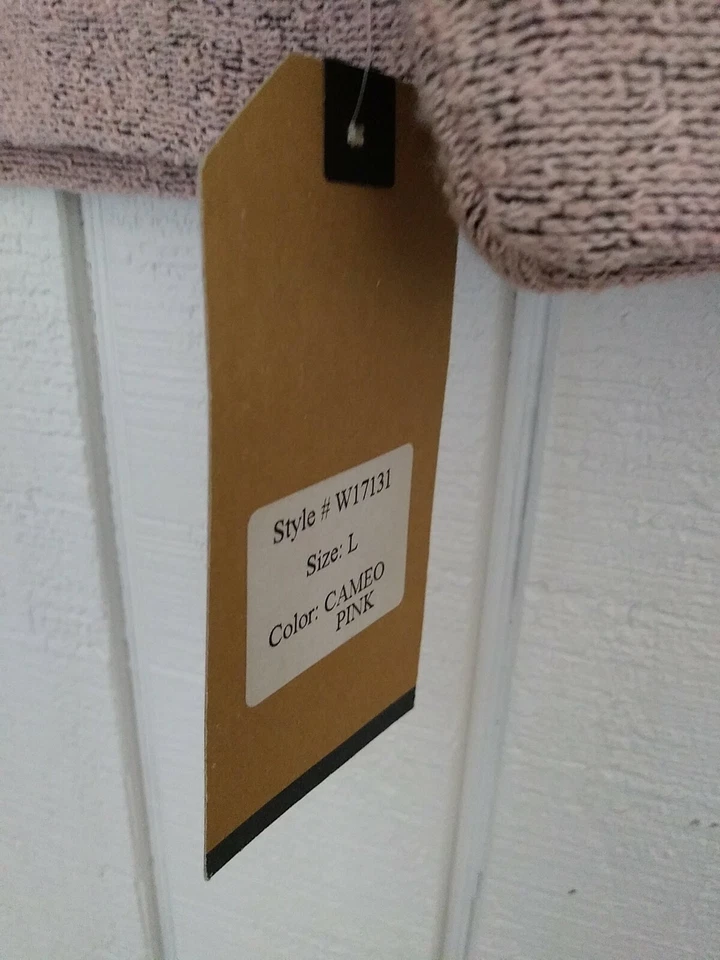 Style # W17131
Size: L
Color: CAMEO
PINK